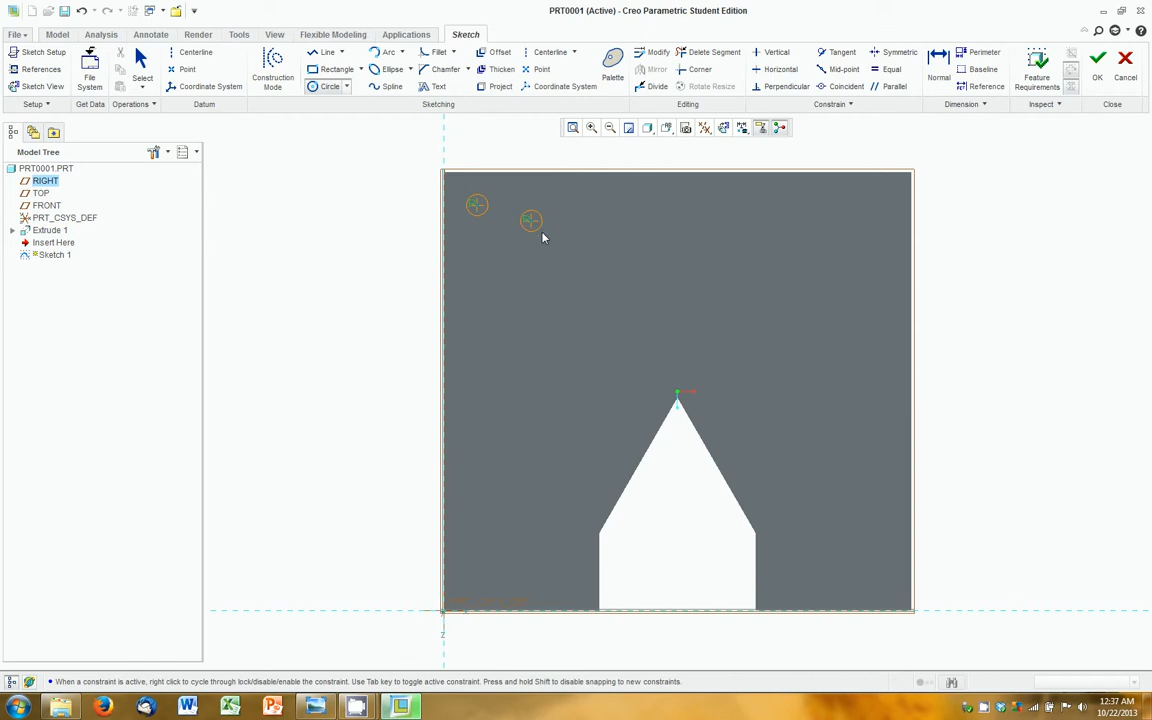 PRT0001 (Active) - Creo Parametric Student Edition
File Model Analysis Annotate Render Tools View Flexible Modeling Applications Sketch
Sketch Setup
References
Sketch View
File System
Select
Centerline
Point
Coordinate System
Construction Mode
Line
Rectangle
Circle
Arc
Ellipse
Spline
Fillet
Chamfer
Text
Offset
Thicken
Project
Centerline
Point
Coordinate System
Palette
Modify
Mirror
Divide
Delete Segment
Corner
Rotate Resize
Vertical
Horizontal
Perpendicular
Tangent
Mid-point
Coincident
Symmetric
Equal
Parallel
Normal
Perimeter
Baseline
Reference
Feature Requirements
OK
Cancel
Setup Get Data Operations Datum Sketching Editing Constrain Dimension Inspect Close
Model Tree
PRT0001.PRT
RIGHT
TOP
FRONT
PRT_CSYS_DEF
Extrude 1
Insert Here
Sketch 1
Z
When a constraint is active, right click to cycle through lock/disable/enable the constraint. Use Tab key to toggle active constraint. Press and hold Shift to disable snapping to new constraints.
12:37 AM
10/22/2013